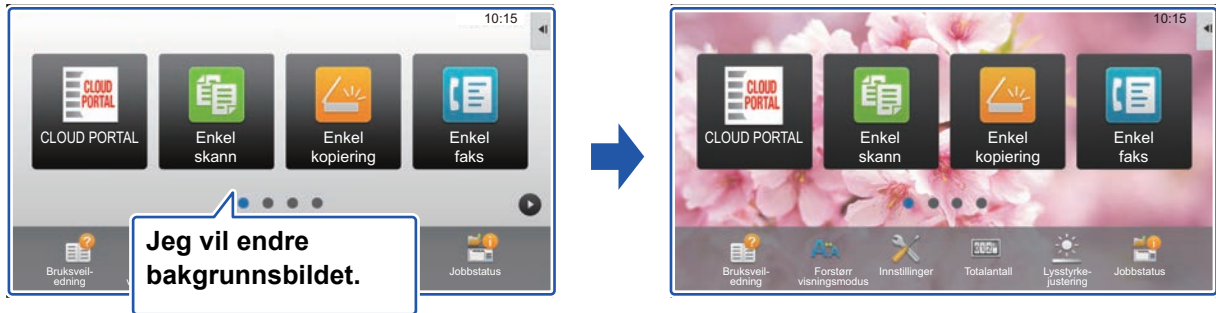 10:15
CLOUD
PORTAL
CLOUD PORTAL
Enkel
skann
Enkel
kopiering
Enkel
faks
Jeg vil endre
bakgrunnsbildet.
Bruksveil-
edning
v
Jobbstatus
10:15
CLOUD
PORTAL
CLOUD PORTAL
Enkel
skann
Enkel
kopiering
Enkel
faks
Bruksveil-
edning
Forstørr
visningsmodus
Innstillinger
Totalantall
Lysstyrke-
justering
Jobbstatus